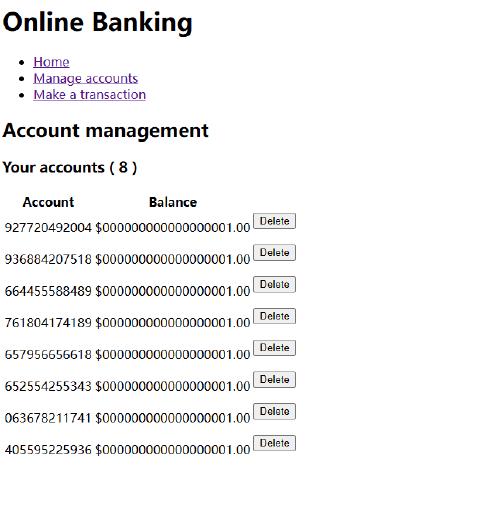 Online Banking
Home
Manage accounts
Make a transaction
Account management
Your accounts ( 8 )
Account Balance
927720492004 $000000000000000001.00 Delete
936884207518 $000000000000000001.00 Delete
664455588489 $000000000000000001.00 Delete
761804174189 $000000000000000001.00 Delete
657956656618 $000000000000000001.00 Delete
652554255343 $000000000000000001.00 Delete
063678211741 $000000000000000001.00 Delete
405595225936 $000000000000000001.00 Delete